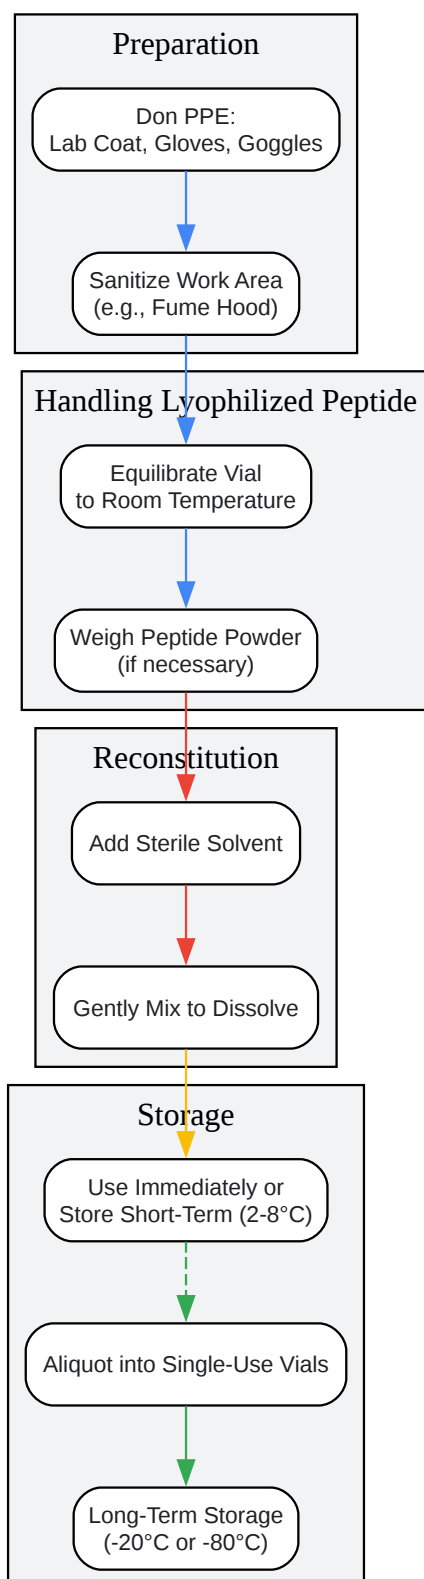 Preparation
Don PPE:
Lab Coat, Gloves, Goggles
Sanitize Work Area
(e.g., Fume Hood)
Handling Lyophilized Peptide
Equilibrate Vial
to Room Temperature
Weigh Peptide Powder
(if necessary)
Reconstitution
Add Sterile Solvent
Gently Mix to Dissolve
Storage
Use Immediately or
Store Short-Term (2-8°C)
Aliquot into Single-Use Vials
Long-Term Storage
(-20°C or -80°C)